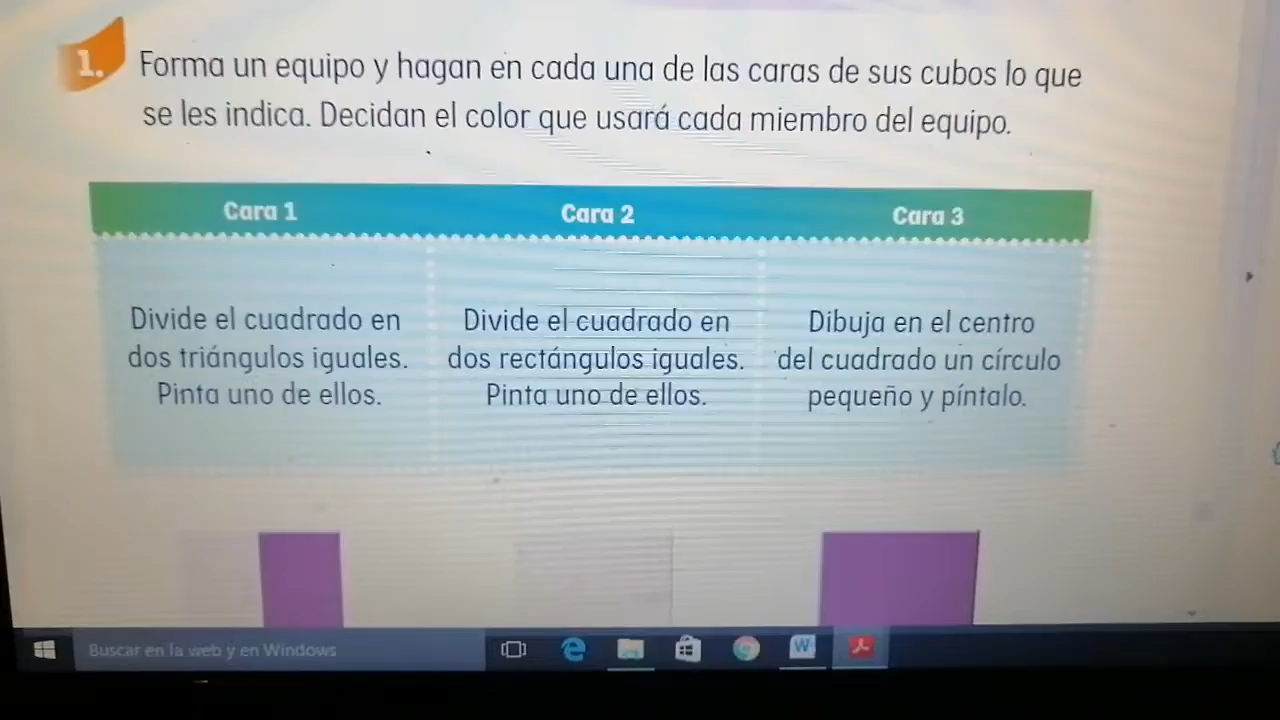 1.
Forma un equipo y hagan en cada una de las caras de sus cubos lo que
se les indica. Decidan el color que usará cada miembro del equipo.
Cara 1
Cara 2
Cara 3
Divide el cuadrado en
dos triángulos iguales.
Pinta uno de ellos.
Divide el cuadrado en
dos rectángulos iguales.
Pinta uno de ellos.
Dibuja en el centro
del cuadrado un círculo
pequeño y píntalo.
Buscar en la web y en Windows